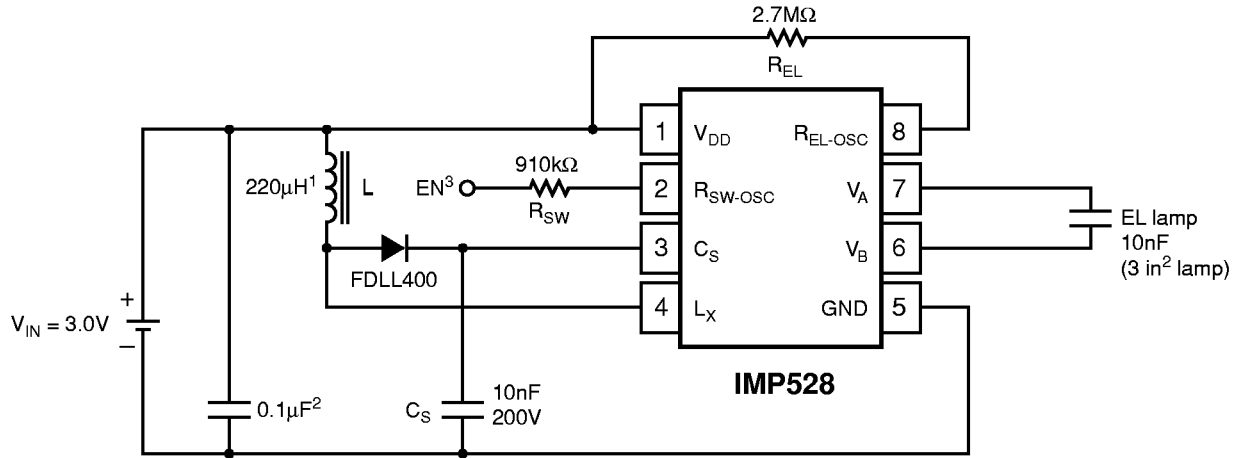 2.7MΩ
R_EL
1 V_DD
R_EL-OSC 8
220μH¹ L
EN³
910kΩ
R_SW
2 R_SW-OSC
V_A 7
FDLL400
3 C_S
V_B 6
EL lamp
10nF
(3 in² lamp)
4 L_X
GND 5
+
V_IN = 3.0V
–
IMP528
0.1μF²
C_S
10nF
200V